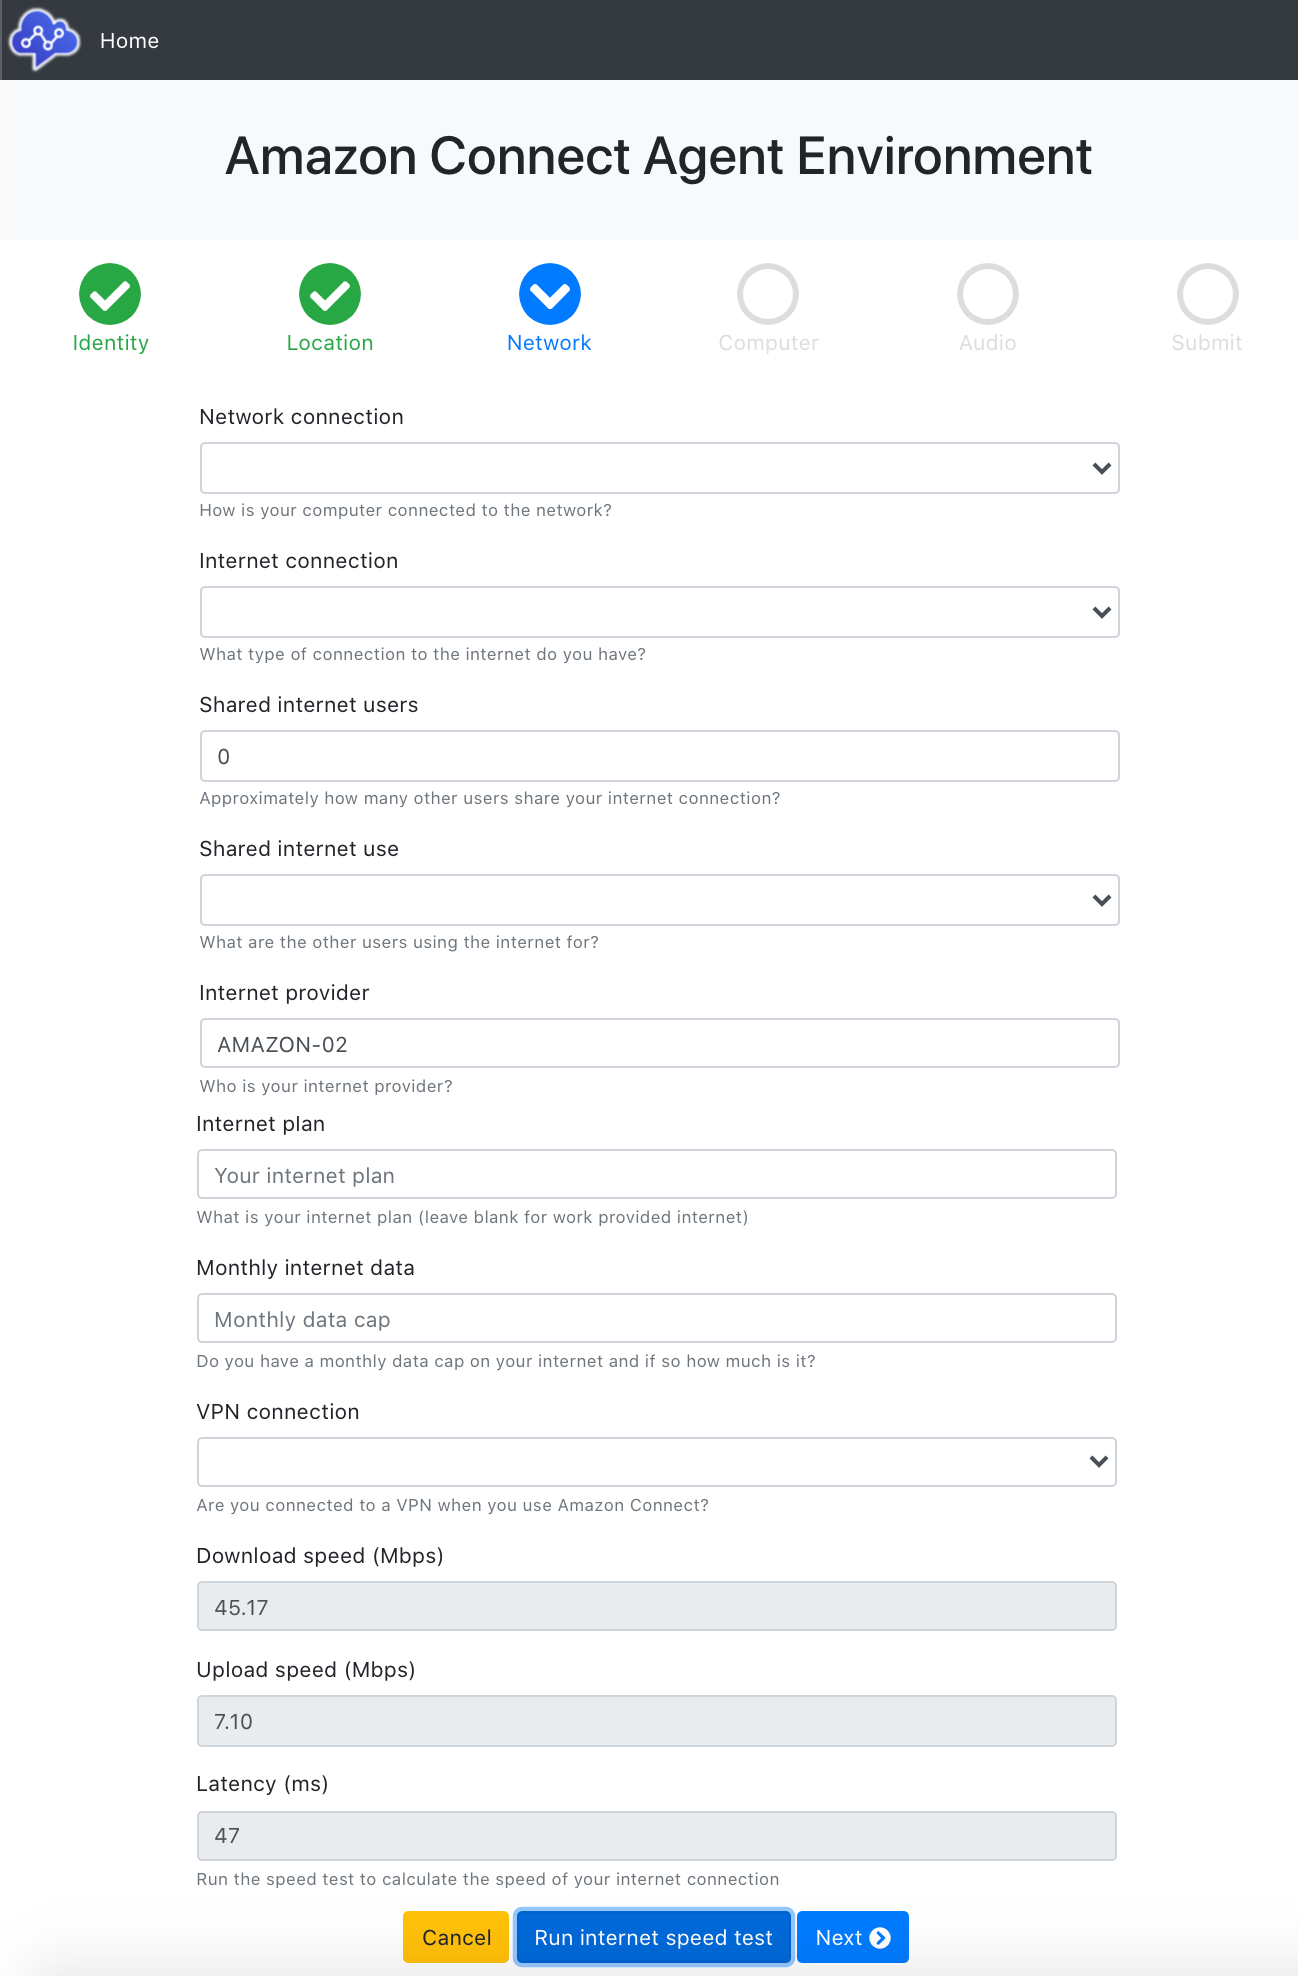 Home
Amazon Connect Agent Environment
Identity
Location
Network
Computer
Audio
Submit
Network connection
How is your computer connected to the network?
Internet connection
What type of connection to the internet do you have?
Shared internet users
0
Approximately how many other users share your internet connection?
Shared internet use
What are the other users using the internet for?
Internet provider
AMAZON-02
Who is your internet provider?
Internet plan
Your internet plan
What is your internet plan (leave blank for work provided internet)
Monthly internet data
Monthly data cap
Do you have a monthly data cap on your internet and if so how much is it?
VPN connection
Are you connected to a VPN when you use Amazon Connect?
Download speed (Mbps)
45.17
Upload speed (Mbps)
7.10
Latency (ms)
47
Run the speed test to calculate the speed of your internet connection
Cancel
Run internet speed test
Next